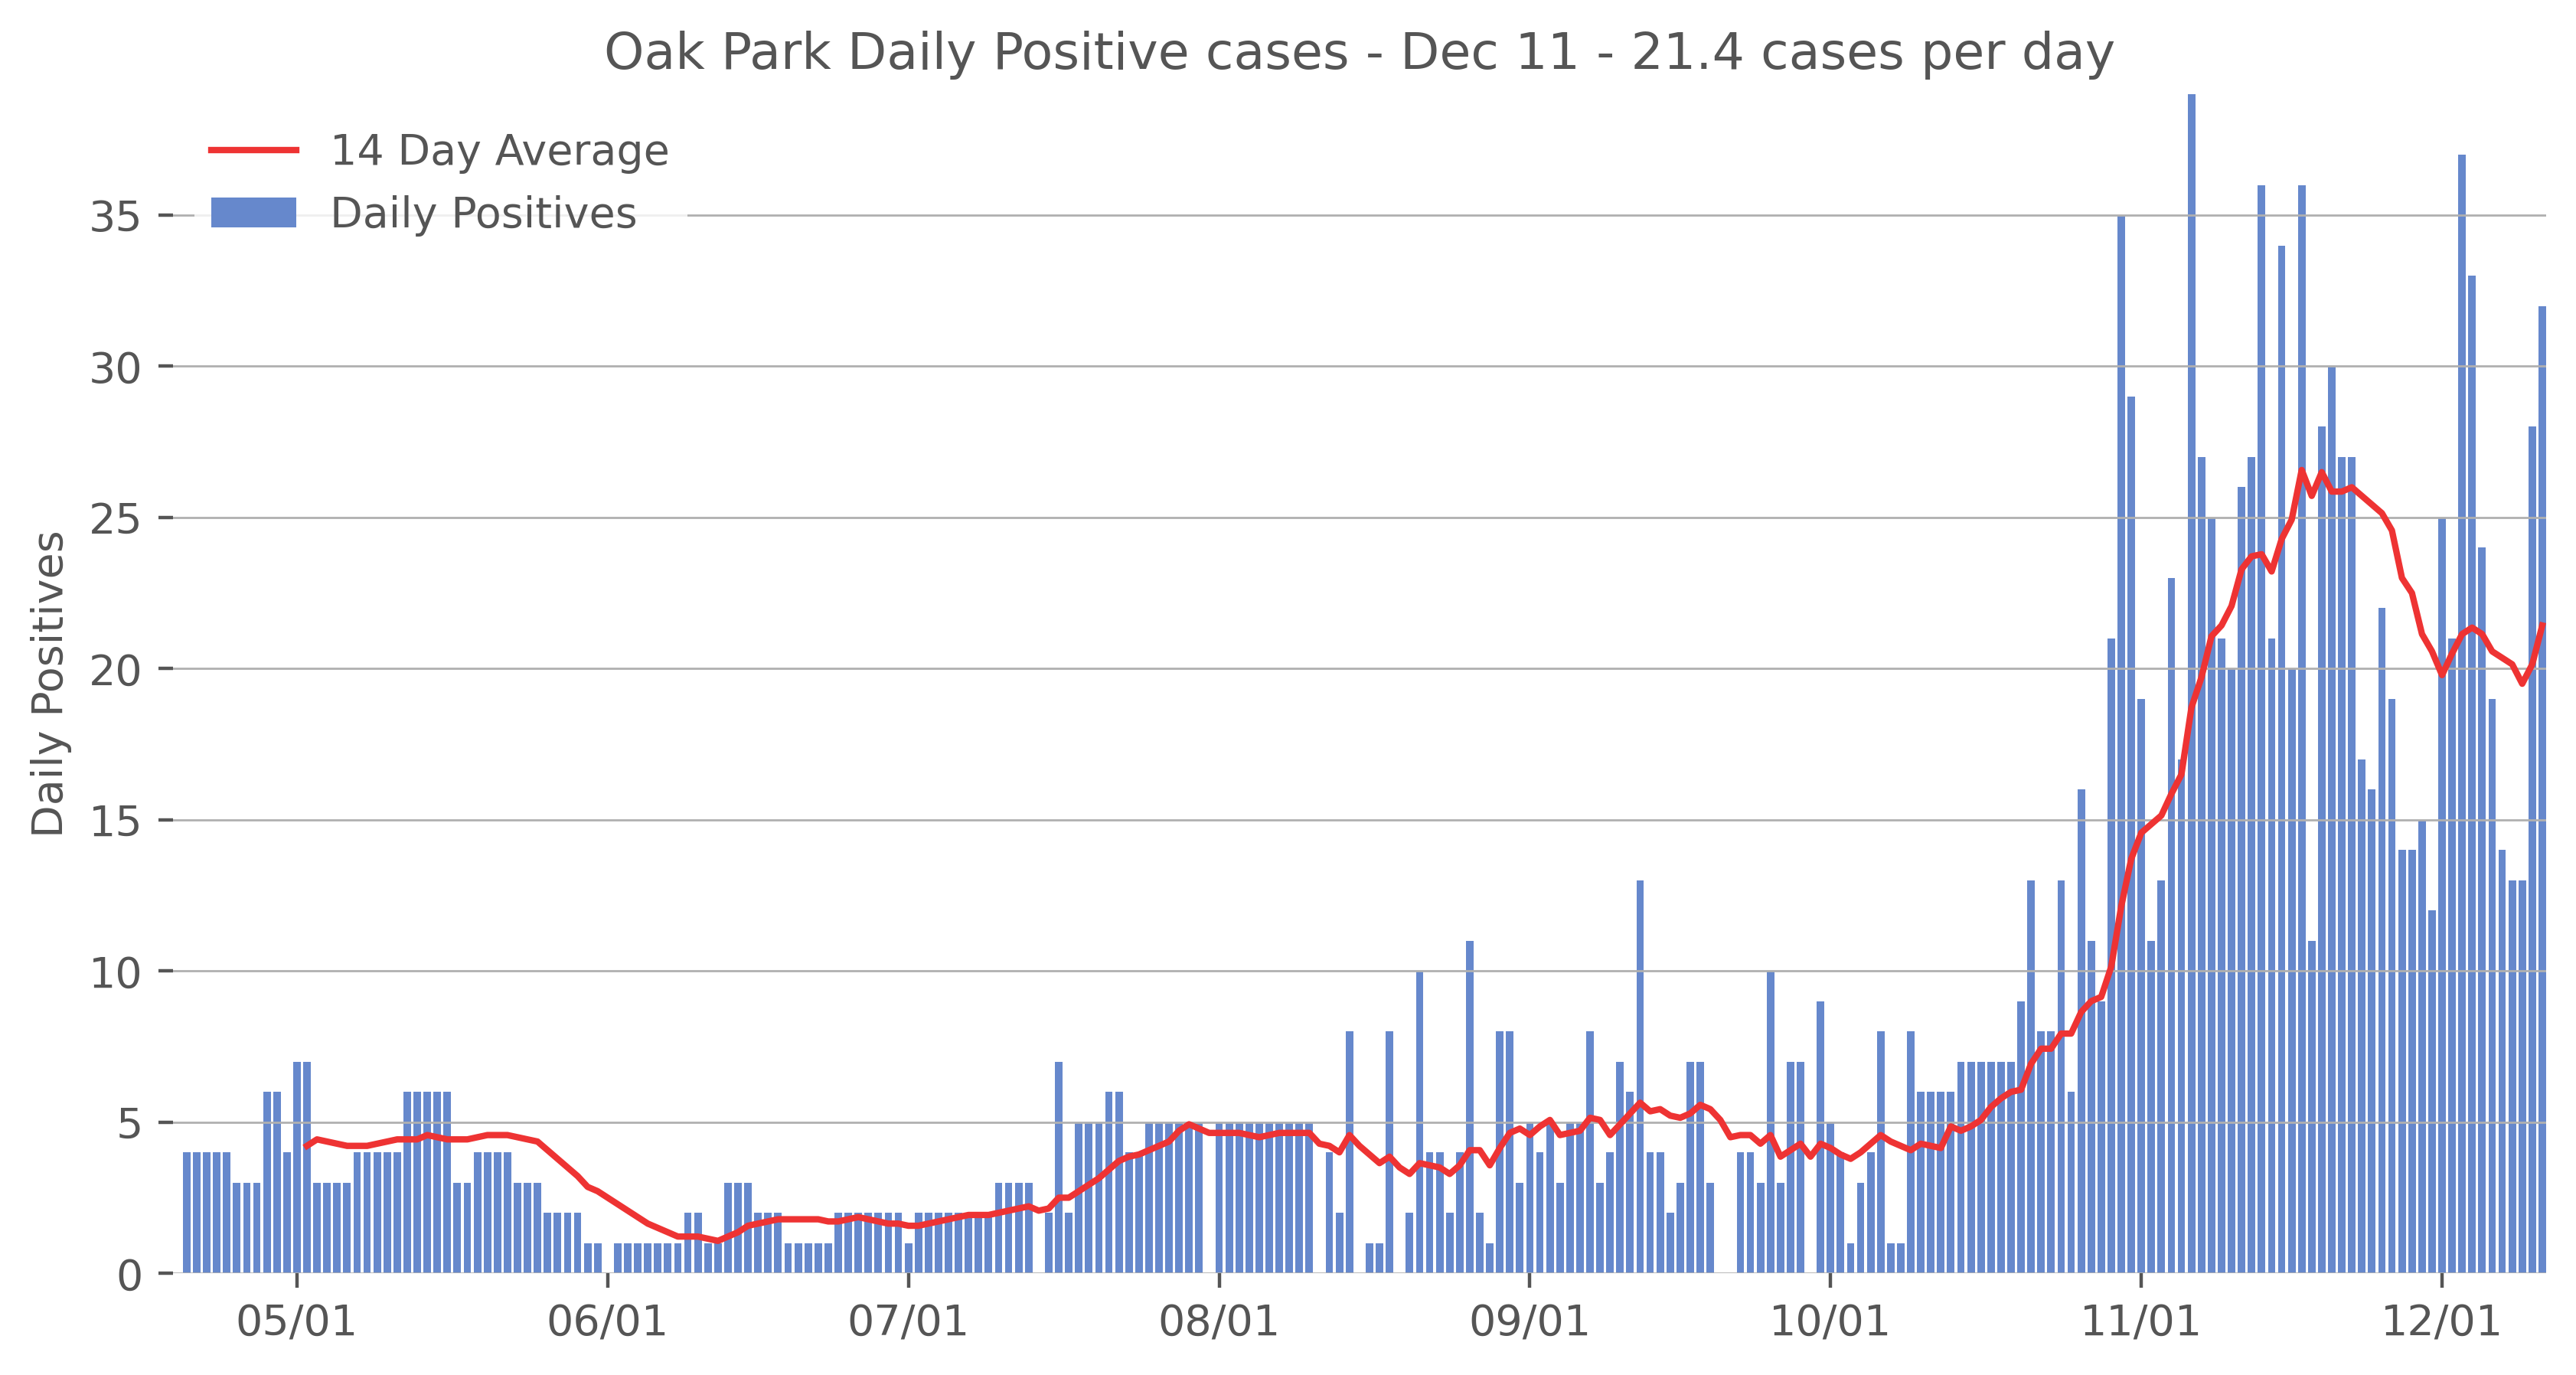 Oak Park Daily Positive cases - Dec 11 - 21.4 cases per day
14 Day Average
Daily Positives
35
30
25
20
15
10
5
0
Daily Positives
05/01 06/01 07/01 08/01 09/01 10/01 11/01 12/01